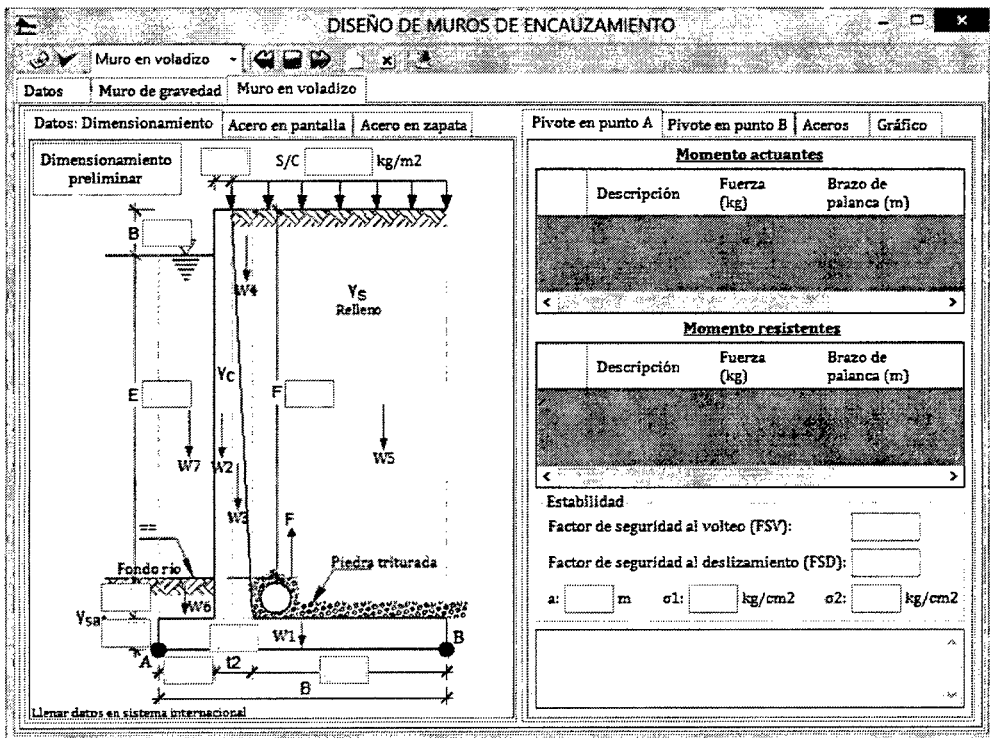 DISEÑO DE MUROS DE ENCAUZAMIENTO
Muro en voladizo
Datos Muro de gravedad Muro en voladizo
Datos: Dimensionamiento Acero en pantalla Acero en zapata
Dimensionamiento
preliminar
S/C kg/m2
B
W4
γs
Relleno
γc
E
F
W7
W2
W5
W3
F
==
Fondo rio
Piedra triturada
W6
γsa
W1
A
B
t2
B
Llenar datos en sistema internacional
Pivote en punto A Pivote en punto B Aceros Gráfico
Momento actuantes
Descripción Fuerza (kg) Brazo de palanca (m)
Momento resistentes
Descripción Fuerza (kg) Brazo de palanca (m)
Estabilidad
Factor de seguridad al volteo (FSV):
Factor de seguridad al deslizamiento (FSD):
a: m σ1: kg/cm2 σ2: kg/cm2